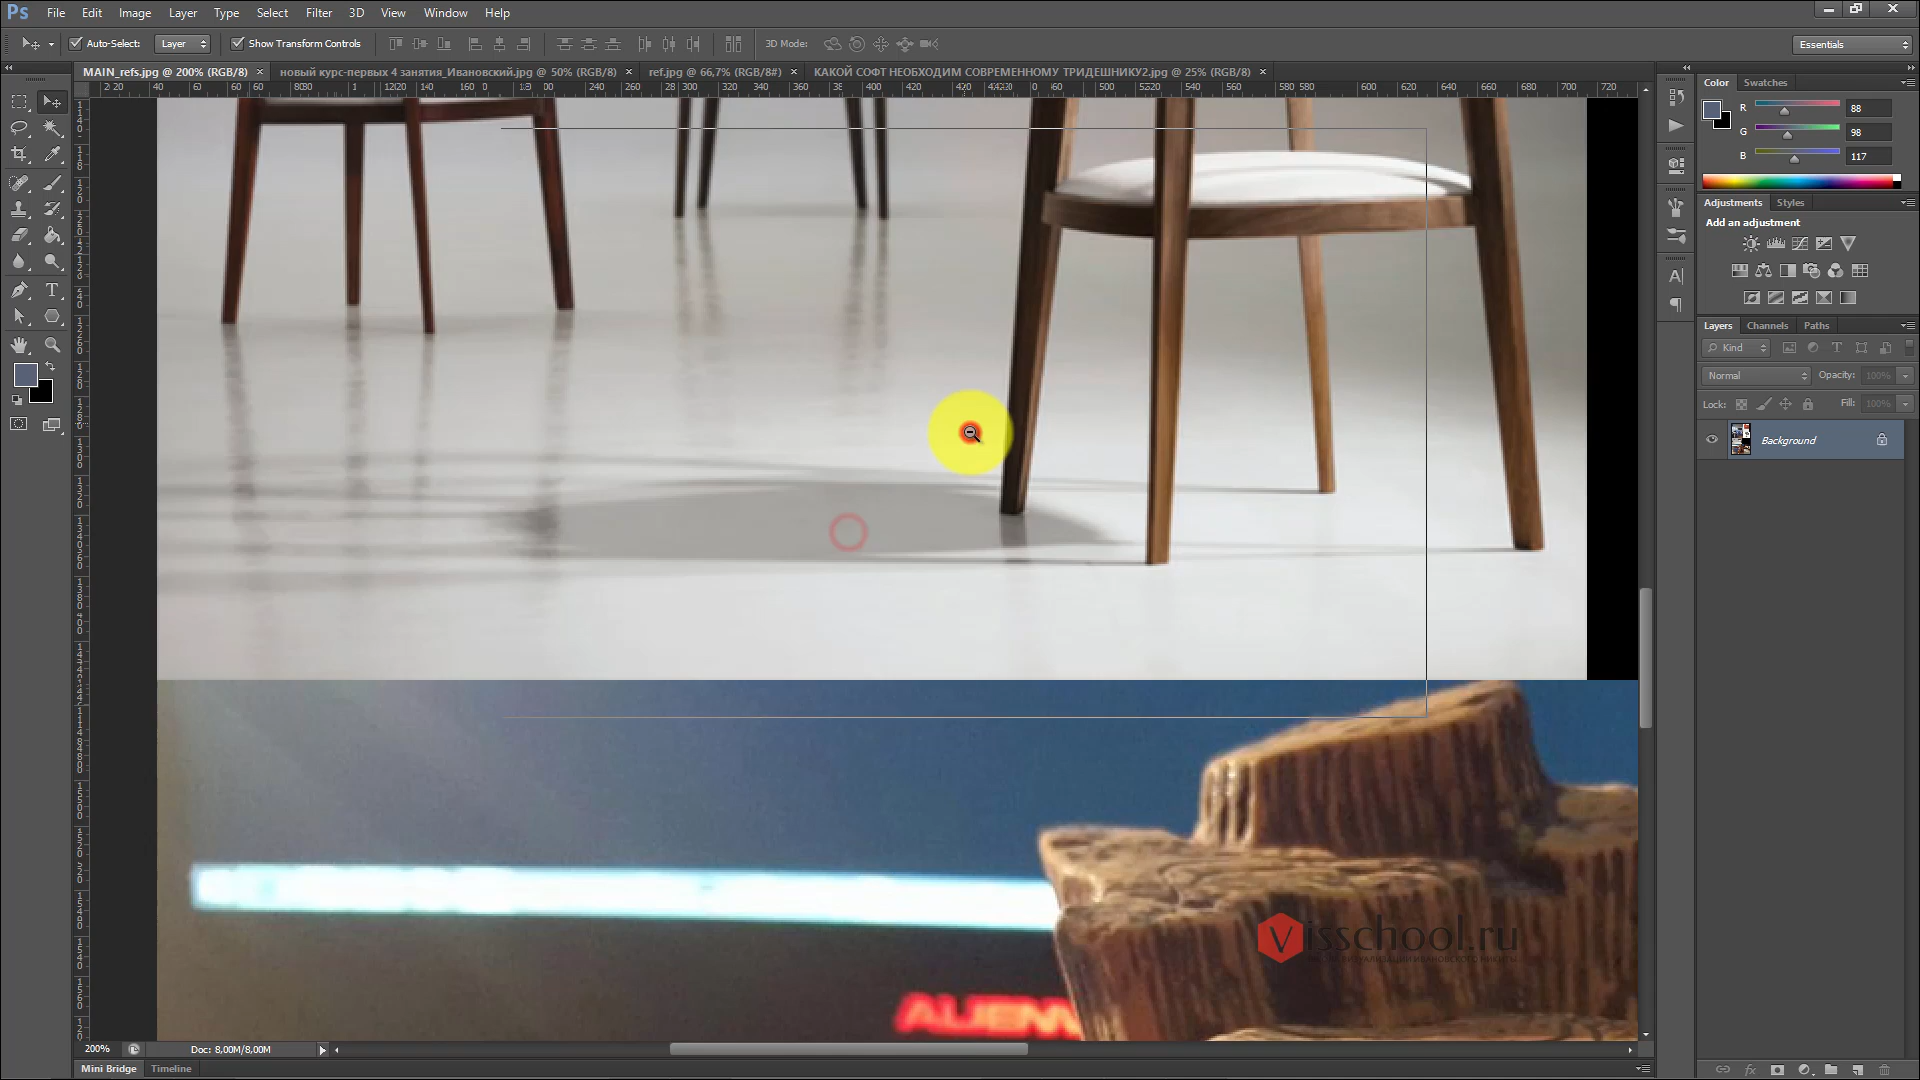 Ps File Edit Image Layer Type Select Filter 3D View Window Help
Auto-Select: Layer Show Transform Controls 3D Mode: Essentials
MAIN_refs.jpg @ 200% (RGB/8) × новый курс-первых 4 занятия_Ивановский.jpg @ 50% (RGB/8) × ref.jpg @ 66,7% (RGB/8#) × КАКОЙ СОФТ НЕОБХОДИМ СОВРЕМЕННОМУ ТРИДЕШНИКУ2.jpg @ 25% (RGB/8) ×
Color Swatches
R 88
G 98
B 117
Adjustments Styles
Add an adjustment
Layers Channels Paths
Kind
Normal Opacity: 100%
Lock: Fill: 100%
Background
Visschool.ru
ALIENW
200% Doc: 8,00M/8,00M
Mini Bridge Timeline